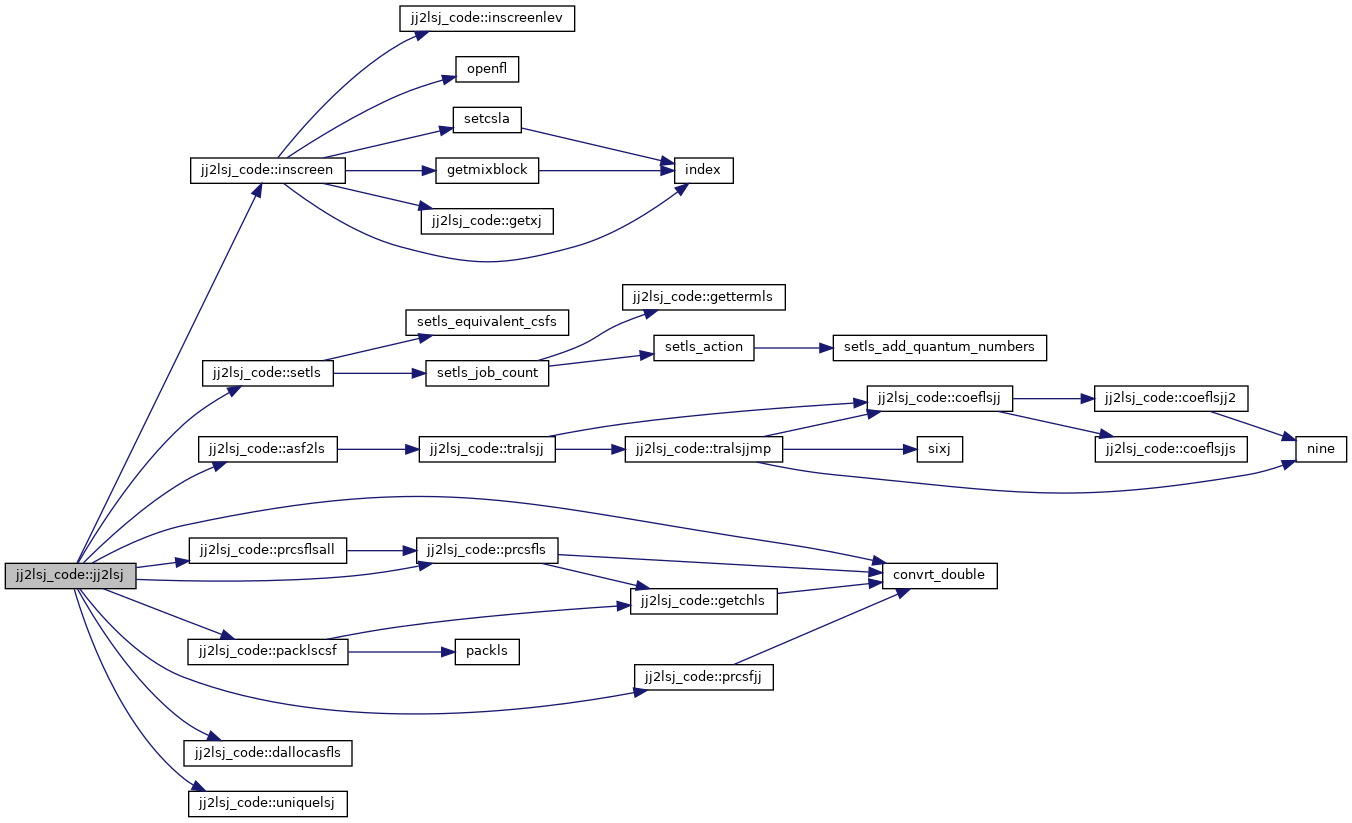 jj2lsj_code::inscreenlev
openfl
setcsla
jj2lsj_code::inscreen
getmixblock
index
jj2lsj_code::getxj
jj2lsj_code::gettermls
setls_equivalent_csfs
setls_action
setls_add_quantum_numbers
jj2lsj_code::setls
setls_job_count
jj2lsj_code::coeflsjj
jj2lsj_code::coeflsjj2
jj2lsj_code::asf2ls
jj2lsj_code::tralsjj
jj2lsj_code::tralsjjmp
sixj
jj2lsj_code::coeflsjjs
nine
jj2lsj_code::prcsflsall
jj2lsj_code::prcsfls
jj2lsj_code::jj2lsj
convrt_double
jj2lsj_code::getchls
jj2lsj_code::packlscsf
packls
jj2lsj_code::prcsfjj
jj2lsj_code::dallocasfls
jj2lsj_code::uniquelsj